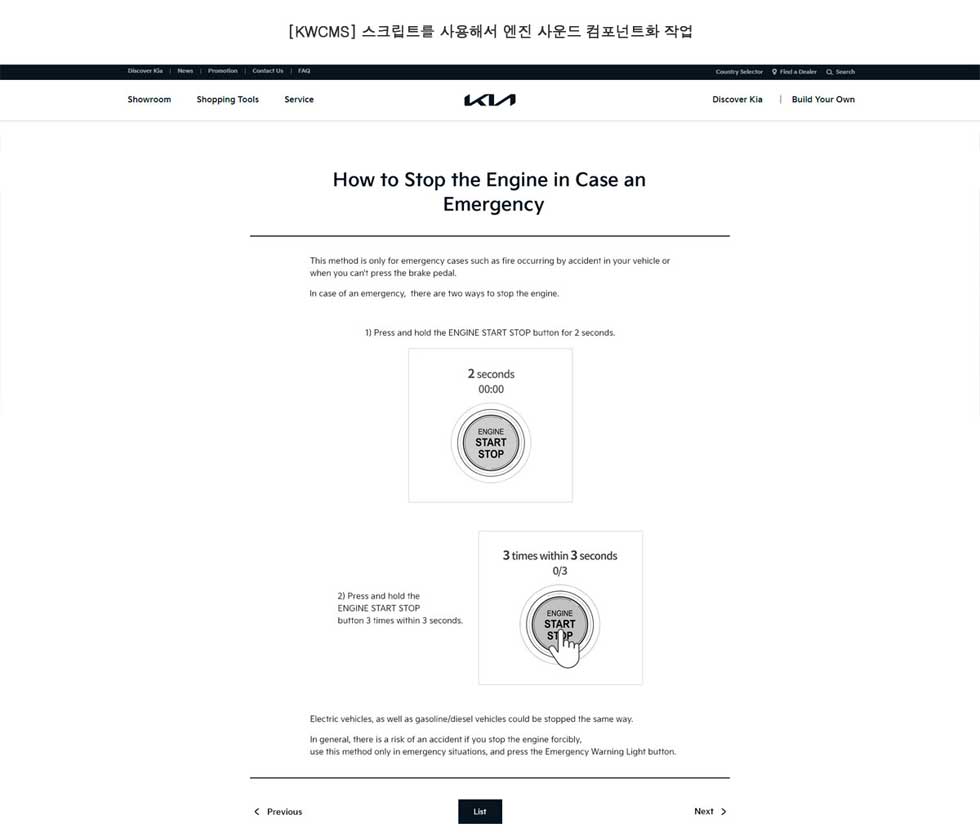 [KWCMS] 스크립트를 사용해서 엔진 사운드 컴포넌트화 작업
Discover Kia | News | Promotion | Contact Us | FAQ
Country Selector Find a Dealer Search
Showroom Shopping Tools Service
KIA
Discover Kia | Build Your Own
How to Stop the Engine in Case an
Emergency
This method is only for emergency cases such as fire occurring by accident in your vehicle or
when you can't press the brake pedal.
In case of an emergency, there are two ways to stop the engine.
1) Press and hold the ENGINE START STOP button for 2 seconds.
2 seconds
00:00
ENGINE
START
STOP
2) Press and hold the
ENGINE START STOP
button 3 times within 3 seconds.
3 times within 3 seconds
0/3
ENGINE
START
STOP
Electric vehicles, as well as gasoline/diesel vehicles could be stopped the same way.
In general, there is a risk of an accident if you stop the engine forcibly,
use this method only in emergency situations, and press the Emergency Warning Light button.
< Previous
List
Next >